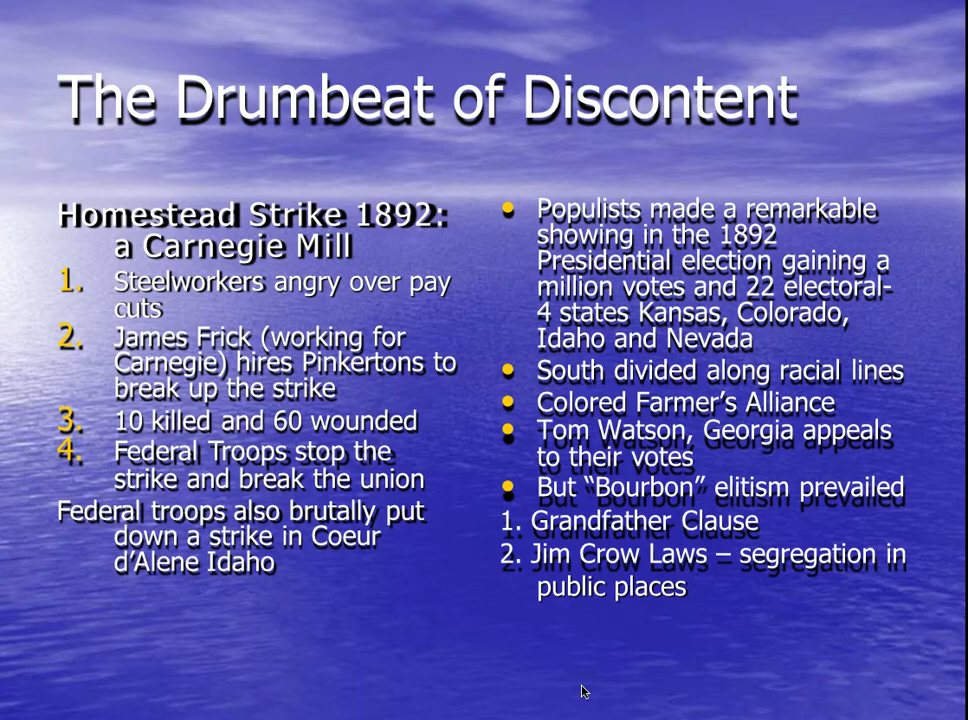 The Drumbeat of Discontent
Homestead Strike 1892:
a Carnegie Mill
1. Steelworkers angry over pay
cuts
2. James Frick (working for
Carnegie) hires Pinkertons to
break up the strike
3. 10 killed and 60 wounded
4. Federal Troops stop the
strike and break the union
Federal troops also brutally put
down a strike in Coeur
d’Alene Idaho
• Populists made a remarkable
showing in the 1892
Presidential election gaining a
million votes and 22 electoral-
4 states Kansas, Colorado,
Idaho and Nevada
• South divided along racial lines
• Colored Farmer’s Alliance
• Tom Watson, Georgia appeals
to their votes
• But “Bourbon” elitism prevailed
1. Grandfather Clause
2. Jim Crow Laws – segregation in
public places